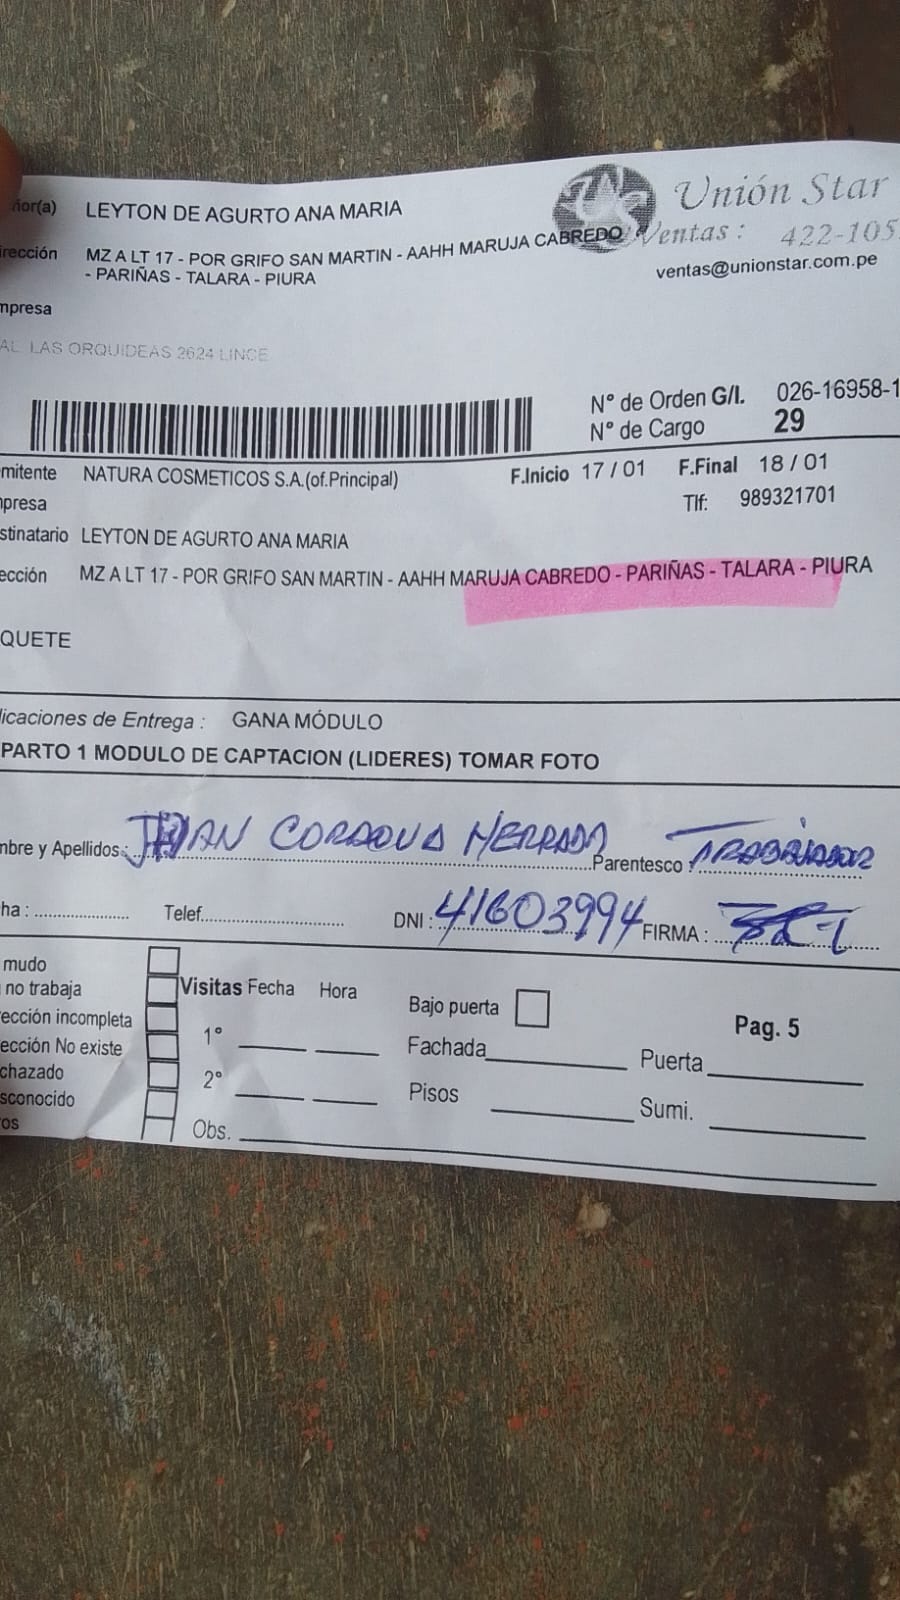 ñor(a) LEYTON DE AGURTO ANA MARIA
Unión Star
Ventas : 422-105
ventas@unionstar.com.pe
rección MZ A LT 17 - POR GRIFO SAN MARTIN - AAHH MARUJA CABREDO
- PARIÑAS - TALARA - PIURA
mpresa
AL. LAS ORQUIDEAS 2624 LINCE
N° de Orden G/I. 026-16958-1
N° de Cargo 29
mitente NATURA COSMETICOS S.A.(of.Principal) F.Inicio 17 / 01 F.Final 18 / 01
mpresa Tlf: 989321701
stinatario LEYTON DE AGURTO ANA MARIA
ección MZ A LT 17 - POR GRIFO SAN MARTIN - AAHH MARUJA CABREDO - PARIÑAS - TALARA - PIURA
QUETE
licaciones de Entrega : GANA MÓDULO
PARTO 1 MODULO DE CAPTACION (LIDERES) TOMAR FOTO
mbre y Apellidos: CORDOVA Parentesco : TRABAJADOR
ha : Telef. DNI : 41603994 FIRMA :
mudo
no trabaja Visitas Fecha Hora Bajo puerta
ección incompleta 1° Fachada Puerta Pag. 5
ección No existe
chazado 2° Pisos Sumi.
sconocido
os Obs.